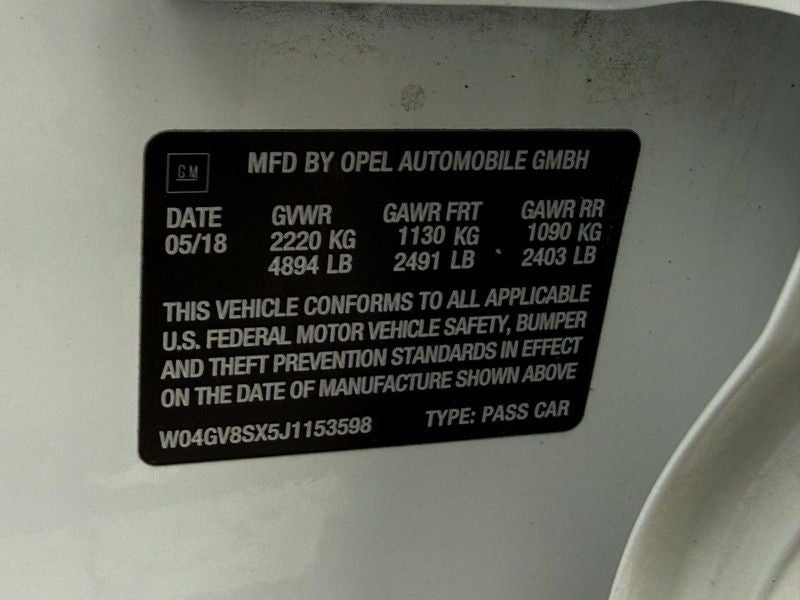 GM MFD BY OPEL AUTOMOBILE GMBH
DATE GVWR GAWR FRT GAWR RR
05/18 2220 KG 1130 KG 1090 KG
4894 LB 2491 LB 2403 LB
THIS VEHICLE CONFORMS TO ALL APPLICABLE
U.S. FEDERAL MOTOR VEHICLE SAFETY, BUMPER
AND THEFT PREVENTION STANDARDS IN EFFECT
ON THE DATE OF MANUFACTURE SHOWN ABOVE
W04GV8SX5J1153598 TYPE: PASS CAR